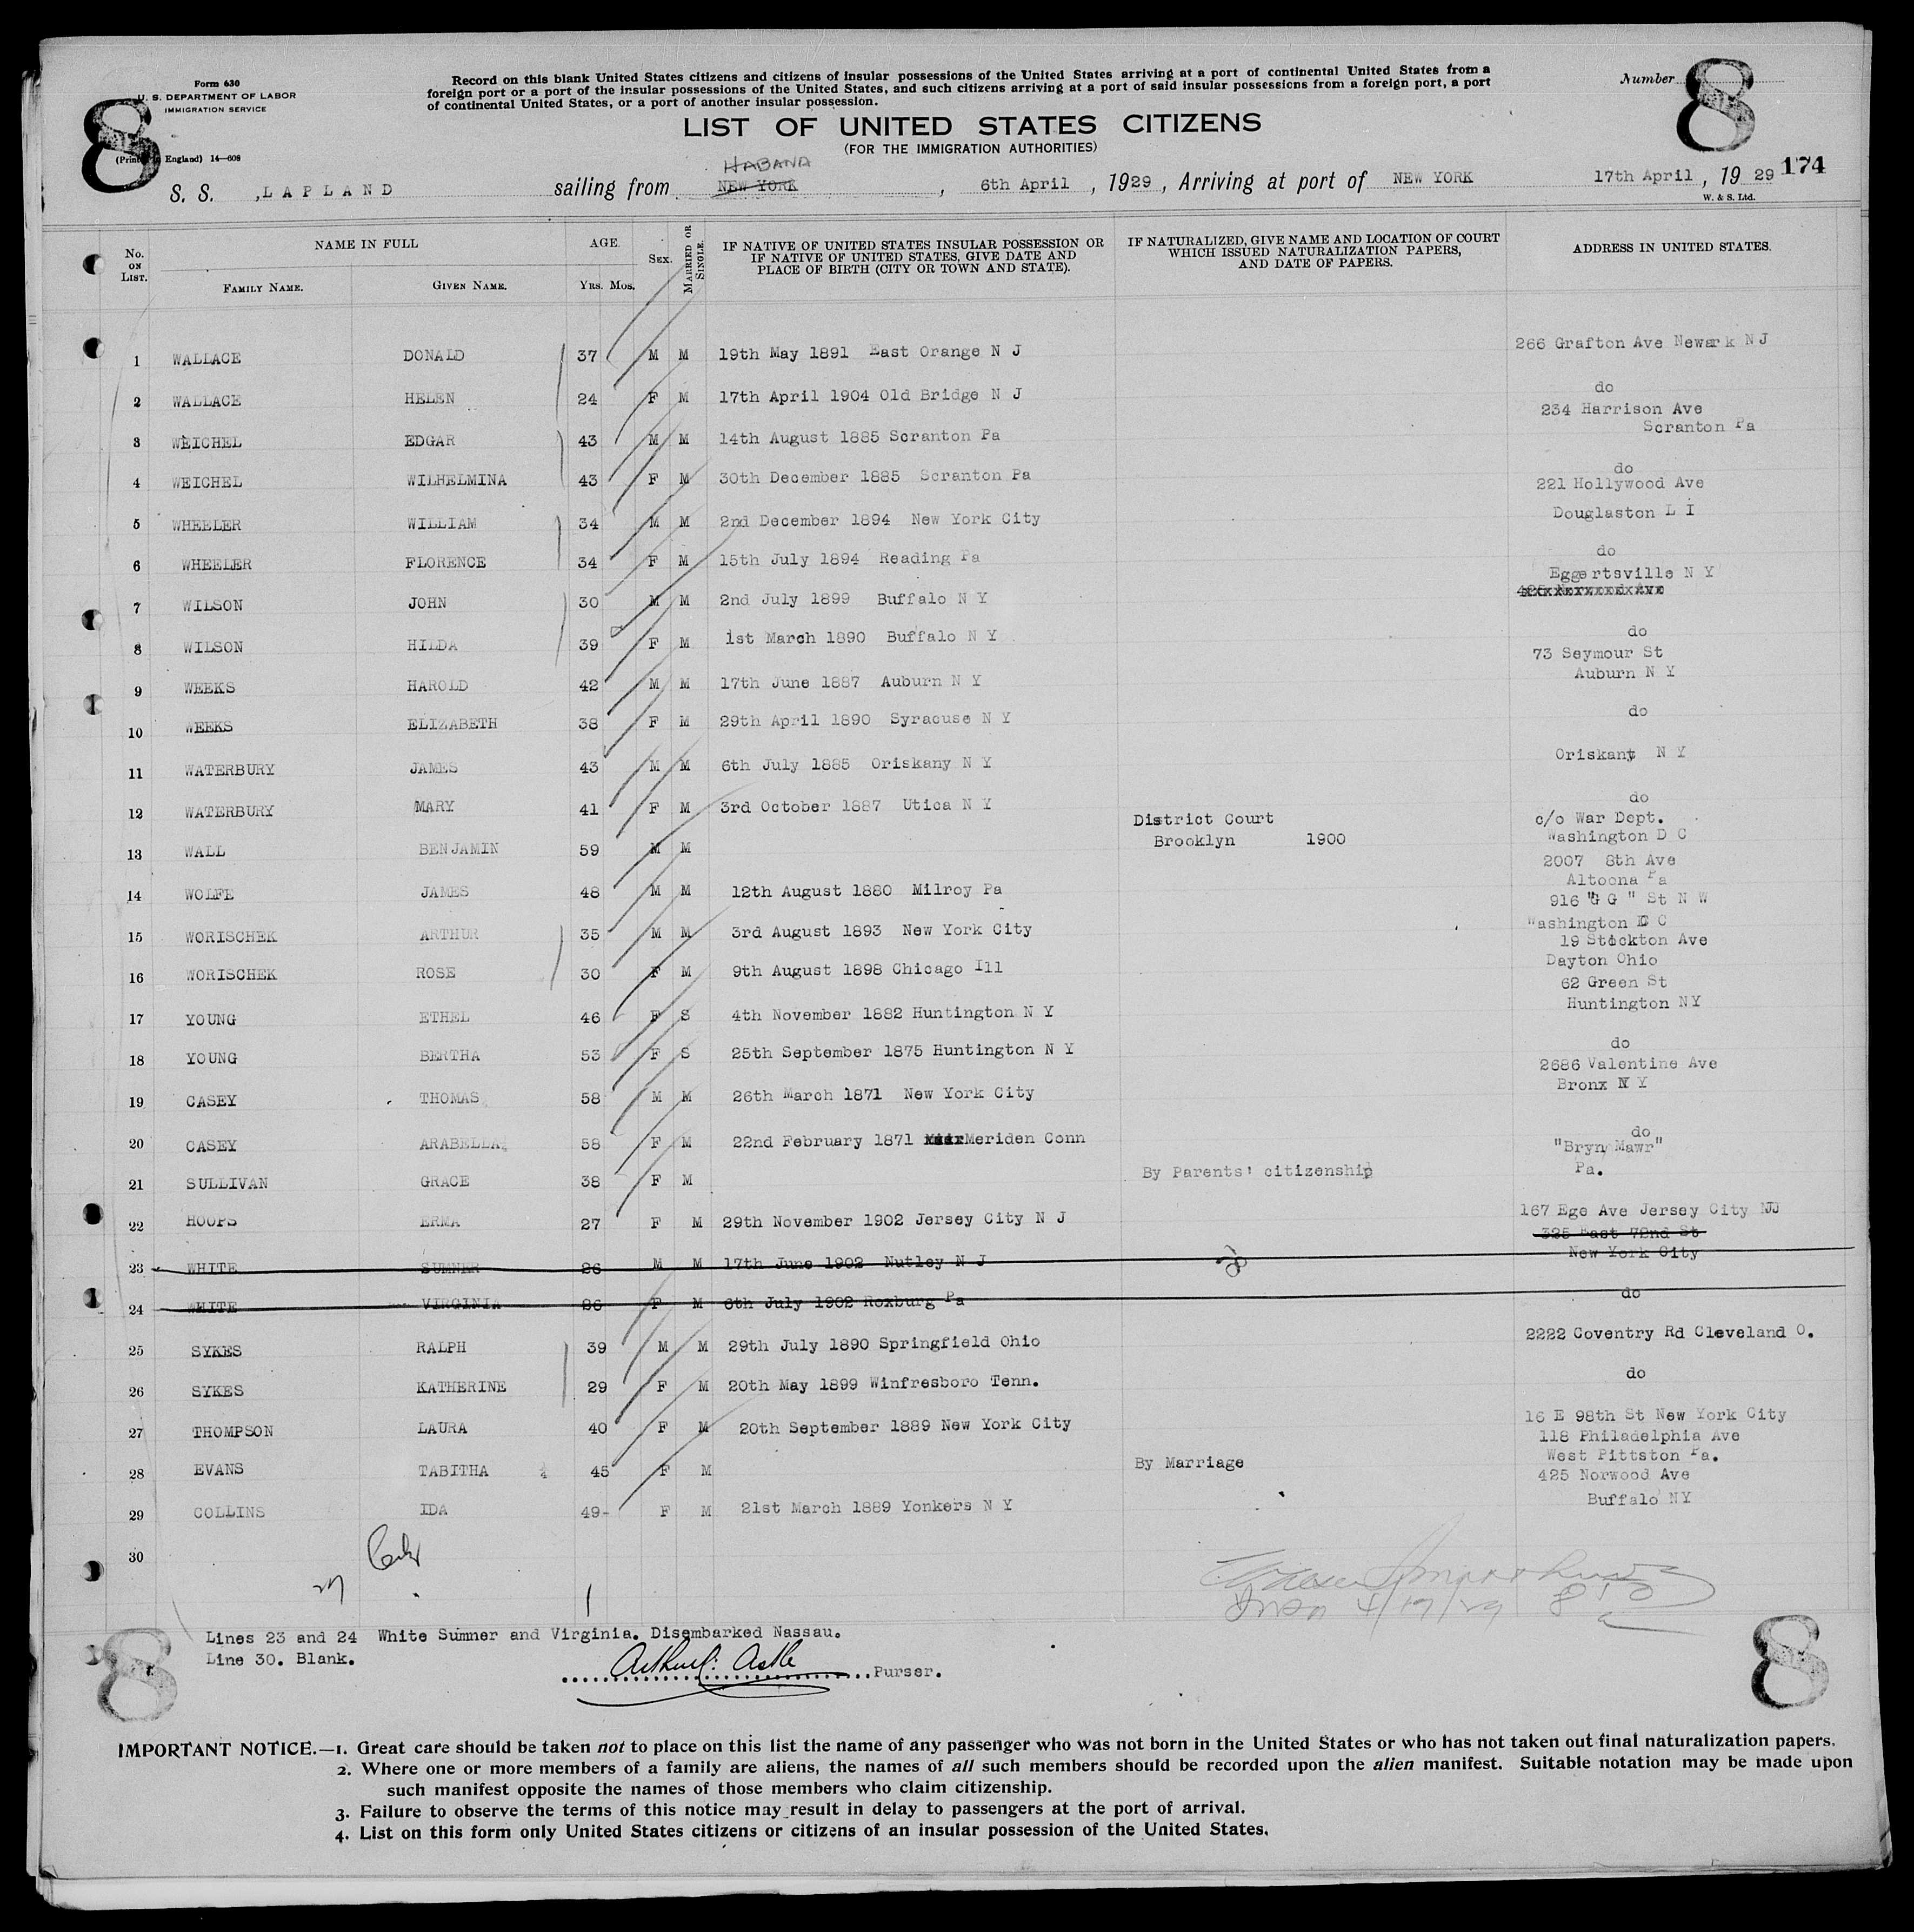 Form 630
U. S. DEPARTMENT OF LABOR
IMMIGRATION SERVICE
(Printed in England) 14—608
8
Record on this blank United States citizens and citizens of insular possessions of the United States arriving at a port of continental United States from a
foreign port or a port of the insular possessions of the United States, and such citizens arriving at a port of said insular possessions from a foreign port, a port
of continental United States, or a port of another insular possession.
Number 8
LIST OF UNITED STATES CITIZENS
(FOR THE IMMIGRATION AUTHORITIES)
HABANA
S. S. LAPLAND sailing from NEW YORK, 6th April, 1929, Arriving at port of NEW YORK 17th April, 1929 174
W. & S. Ltd.
No. on List. NAME IN FULL AGE Sex. Married or Single. IF NATIVE OF UNITED STATES INSULAR POSSESSION OR IF NATIVE OF UNITED STATES, GIVE DATE AND PLACE OF BIRTH (CITY OR TOWN AND STATE). IF NATURALIZED, GIVE NAME AND LOCATION OF COURT WHICH ISSUED NATURALIZATION PAPERS, AND DATE OF PAPERS. ADDRESS IN UNITED STATES.
Family Name. Given Name. Yrs. Mos.
1 WALLACE DONALD 37 M M 19th May 1891 East Orange N J 266 Grafton Ave Newark N J
2 WALLACE HELEN 24 F M 17th April 1904 Old Bridge N J do
234 Harrison Ave
Scranton Pa
3 WEICHEL EDGAR 43 M M 14th August 1885 Scranton Pa
4 WEICHEL WILHELMINA 43 F M 30th December 1885 Scranton Pa do
221 Hollywood Ave
5 WHEELER WILLIAM 34 M M 2nd December 1894 New York City Douglaston L I
6 WHEELER FLORENCE 34 F M 15th July 1894 Reading Pa do
Eggertsville N Y
7 WILSON JOHN 30 M M 2nd July 1899 Buffalo N Y
8 WILSON HILDA 39 F M 1st March 1890 Buffalo N Y do
73 Seymour St
Auburn N Y
9 WEEKS HAROLD 42 M M 17th June 1887 Auburn N Y
10 WEEKS ELIZABETH 38 F M 29th April 1890 Syracuse N Y do
11 WATERBURY JAMES 43 M M 6th July 1885 Oriskany N Y Oriskany N Y
12 WATERBURY MARY 41 F M 3rd October 1887 Utica N Y do
District Court c/o War Dept.
Brooklyn 1900 Washington D C
13 WALL BENJAMIN 59 M M
2007 8th Ave
Altoona Pa
14 WOLFE JAMES 48 M M 12th August 1880 Milroy Pa
916 "G G " St N W
Washington D C
15 WORISCHEK ARTHUR 35 M M 3rd August 1893 New York City
19 Stockton Ave
Dayton Ohio
16 WORISCHEK ROSE 30 F M 9th August 1898 Chicago Ill
62 Green St
Huntington NY
17 YOUNG ETHEL 46 F S 4th November 1882 Huntington N Y
18 YOUNG BERTHA 53 F S 25th September 1875 Huntington N Y do
2686 Valentine Ave
Bronx N Y
19 CASEY THOMAS 58 M M 26th March 1871 New York City
20 CASEY ARABELLA 58 F M 22nd February 1871 Meriden Conn do
"Bryn Mawr"
Pa.
21 SULLIVAN GRACE 38 F M By Parents' citizenship
22 HOOPS ERMA 27 F M 29th November 1902 Jersey City N J 167 Ege Ave Jersey City NJ
325 East 72nd St
New York City
23 WHITE SUMNER 26 M M 17th June 1902 Nutley N J
24 WHITE VIRGINIA 26 F M 6th July 1902 Roxburg Pa do
25 SYKES RALPH 39 M M 29th July 1890 Springfield Ohio 2222 Coventry Rd Cleveland O.
26 SYKES KATHERINE 29 F M 20th May 1899 Winfresboro Tenn. do
27 THOMPSON LAURA 40 F M 20th September 1889 New York City 16 E 98th St New York City
118 Philadelphia Ave
West Pittston Pa.
28 EVANS TABITHA 45 F M By Marriage
425 Norwood Ave
Buffalo NY
29 COLLINS IDA 49- F M 21st March 1889 Yonkers N Y
30
27
4/17/29
Lines 23 and 24 White Sumner and Virginia. Disembarked Nassau.
Line 30. Blank.
Arthur C. Astle Purser.
8
8
IMPORTANT NOTICE.—1. Great care should be taken not to place on this list the name of any passenger who was not born in the United States or who has not taken out final naturalization papers.
2. Where one or more members of a family are aliens, the names of all such members should be recorded upon the alien manifest. Suitable notation may be made upon
such manifest opposite the names of those members who claim citizenship.
3. Failure to observe the terms of this notice may result in delay to passengers at the port of arrival.
4. List on this form only United States citizens or citizens of an insular possession of the United States.